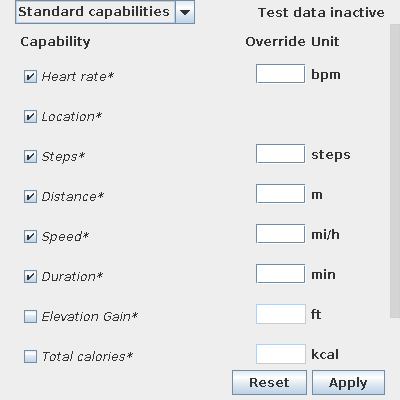 Standard capabilities Test data inactive
Capability Override Unit
Heart rate* bpm
Location*
Steps* steps
Distance* m
Speed* mi/h
Duration* min
Elevation Gain* ft
Total calories* kcal
Reset Apply